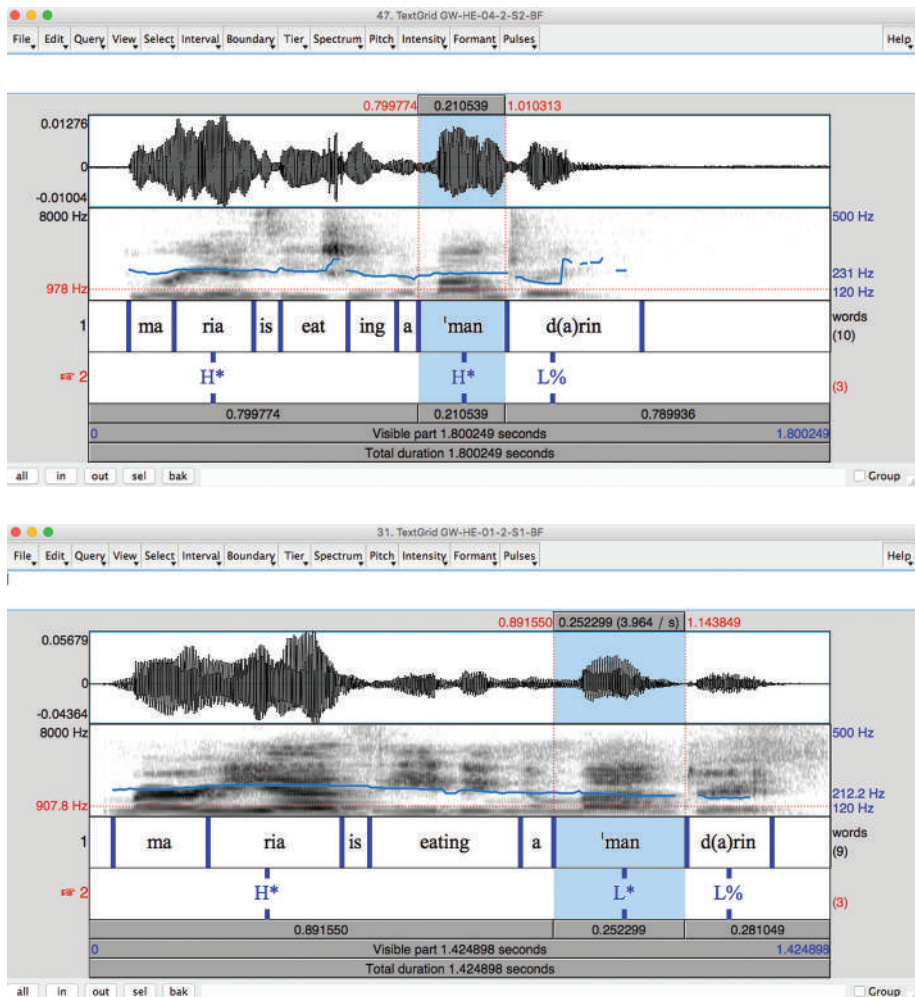 47. TextGrid GW-HE-04-2-S2-BF
File Edit Query View Select Interval Boundary Tier Spectrum Pitch Intensity Formant Pulses Help
0.799774 0.210539 1.010313
0.01276
0
-0.01004
8000 Hz 500 Hz
231 Hz
978 Hz 120 Hz
1 ma ria is eat ing a ˈman d(a)rin words
(10)
☞ 2 H* H* L% (3)
0.799774 0.210539 0.789936
0 Visible part 1.800249 seconds 1.800249
Total duration 1.800249 seconds
all in out sel bak Group
31. TextGrid GW-HE-01-2-S1-BF
File Edit Query View Select Interval Boundary Tier Spectrum Pitch Intensity Formant Pulses Help
0.891550 0.252299 (3.964 / s) 1.143849
0.05679
0
-0.04364
8000 Hz 500 Hz
212.2 Hz
907.8 Hz 120 Hz
1 ma ria is eating a ˈman d(a)rin words
(9)
☞ 2 H* L* L% (3)
0.891550 0.252299 0.281049
0 Visible part 1.424898 seconds 1.424898
Total duration 1.424898 seconds
all in out sel bak Group